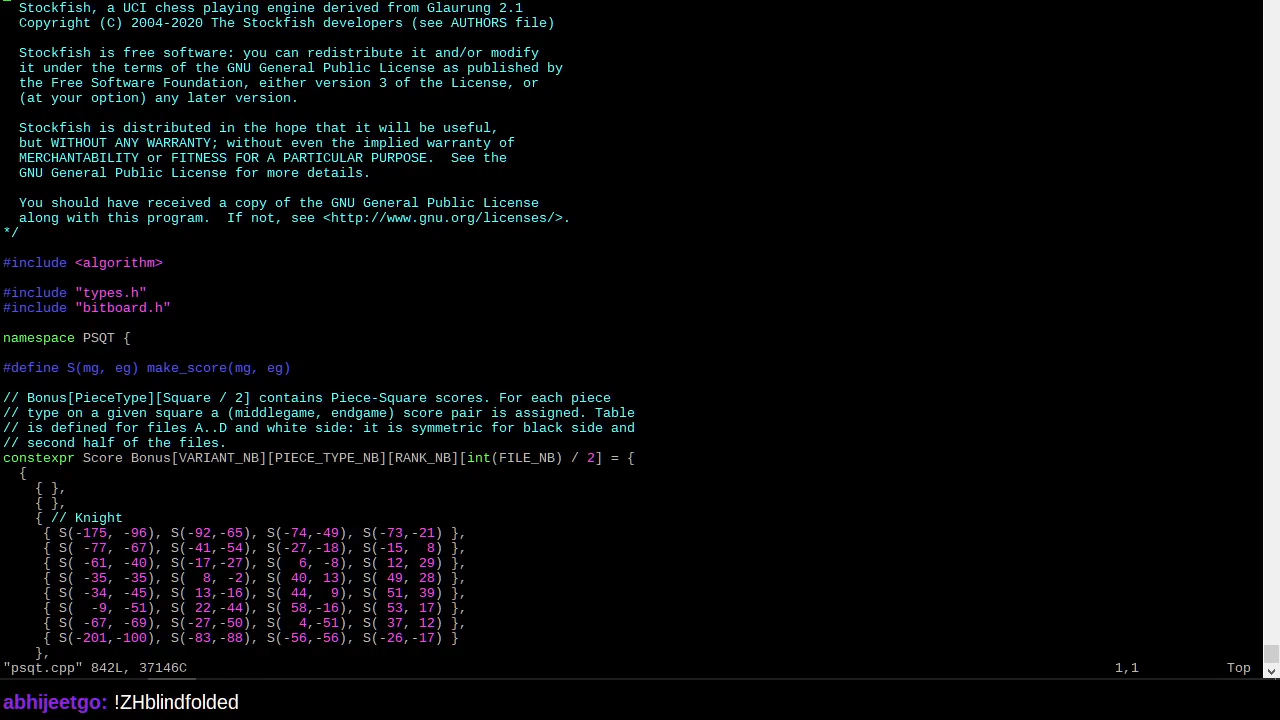 Stockfish, a UCI chess playing engine derived from Glaurung 2.1
Copyright (C) 2004-2020 The Stockfish developers (see AUTHORS file)
Stockfish is free software: you can redistribute it and/or modify
it under the terms of the GNU General Public License as published by
the Free Software Foundation, either version 3 of the License, or
(at your option) any later version.
Stockfish is distributed in the hope that it will be useful,
but WITHOUT ANY WARRANTY; without even the implied warranty of
MERCHANTABILITY or FITNESS FOR A PARTICULAR PURPOSE.  See the
GNU General Public License for more details.
You should have received a copy of the GNU General Public License
along with this program.  If not, see <http://www.gnu.org/licenses/>.
*/
#include <algorithm>
#include "types.h"
#include "bitboard.h"
namespace PSQT {
#define S(mg, eg) make_score(mg, eg)
// Bonus[PieceType][Square / 2] contains Piece-Square scores. For each piece
// type on a given square a (middlegame, endgame) score pair is assigned. Table
// is defined for files A..D and white side: it is symmetric for black side and
// second half of the files.
constexpr Score Bonus[VARIANT_NB][PIECE_TYPE_NB][RANK_NB][int(FILE_NB) / 2] = {
  {
    { },
    { },
    { // Knight
     { S(-175, -96), S(-92,-65), S(-74,-49), S(-73,-21) },
     { S( -77, -67), S(-41,-54), S(-27,-18), S(-15,  8) },
     { S( -61, -40), S(-17,-27), S(  6, -8), S( 12, 29) },
     { S( -35, -35), S(  8, -2), S( 40, 13), S( 49, 28) },
     { S( -34, -45), S( 13,-16), S( 44,  9), S( 51, 39) },
     { S(  -9, -51), S( 22,-44), S( 58,-16), S( 53, 17) },
     { S( -67, -69), S(-27,-50), S(  4,-51), S( 37, 12) },
     { S(-201,-100), S(-83,-88), S(-56,-56), S(-26,-17) }
    },
"psqt.cpp" 842L, 37146C 1,1 Top
abhijeetgo: !ZHblindfolded